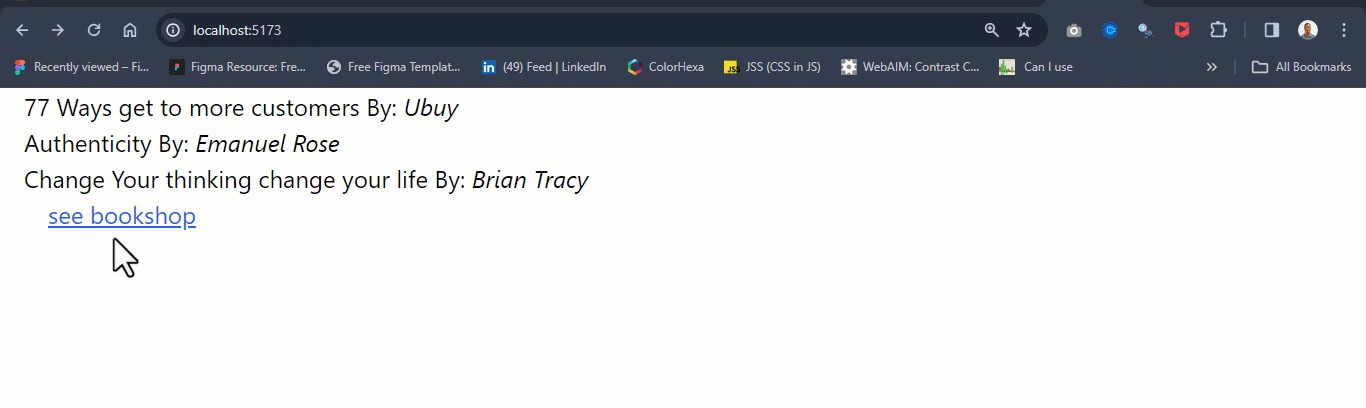 localhost:5173
Recently viewed – Fi... Figma Resource: Fre... Free Figma Templat... (49) Feed | LinkedIn ColorHexa JSS JSS (CSS in JS) WebAIM: Contrast C... Can I use » All Bookmarks
77 Ways get to more customers By: Ubuy
Authenticity By: Emanuel Rose
Change Your thinking change your life By: Brian Tracy
see bookshop